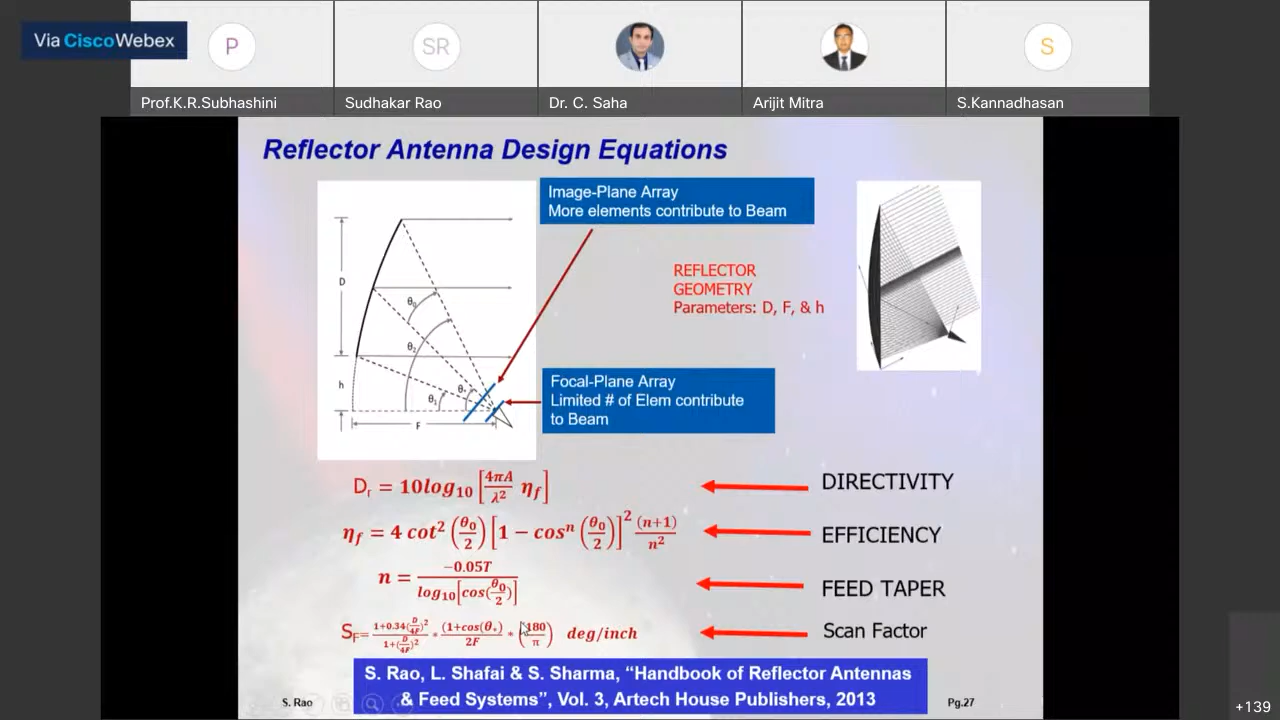 Via CiscoWebex
P
SR
S
Prof.K.R.Subhashini
Sudhakar Rao
Dr. C. Saha
Arijit Mitra
S.Kannadhasan
Reflector Antenna Design Equations
Image-Plane Array
More elements contribute to Beam
REFLECTOR
GEOMETRY
Parameters: D, F, & h
D
θ₀
θ₂
h
θ₁
θ*
F
Focal-Plane Array
Limited # of Elem contribute
to Beam
Dᵣ = 10log₁₀ [4πA/λ² η_f]
DIRECTIVITY
η_f = 4 cot² (θ₀/2) [1 − cosⁿ (θ₀/2)]² (n+1)/n²
EFFICIENCY
n = −0.05T / log₁₀[cos(θ₀/2)]
FEED TAPER
S_F= 1+0.34(D/4F)² / 1+(D/4F)² * (1+cos(θ*))/2F * (180/π) deg/inch
Scan Factor
S. Rao, L. Shafai & S. Sharma, “Handbook of Reflector Antennas
& Feed Systems”, Vol. 3, Artech House Publishers, 2013
S. Rao
Pg.27
+139